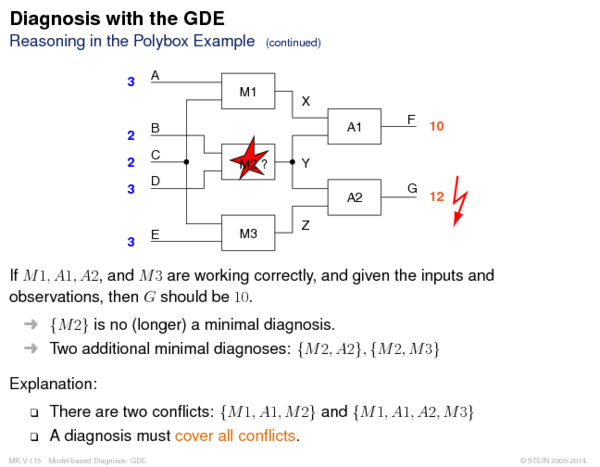 Diagnosis with the GDE
Reasoning in the Polybox Example (continued)
3 A
M1
X
F 10
A1
2 B
2 C
M2 ?
Y
3 D
G 12
A2
Z
M3
3 E
If M1, A1, A2, and M3 are working correctly, and given the inputs and
observations, then G should be 10.
➔ {M2} is no (longer) a minimal diagnosis.
➔ Two additional minimal diagnoses: {M2, A2}, {M2, M3}
Explanation:
❑ There are two conflicts: {M1, A1, M2} and {M1, A1, A2, M3}
❑ A diagnosis must cover all conflicts.
MK:V-115 Model-based Diagnosis: GDE © STEIN 2000-2014